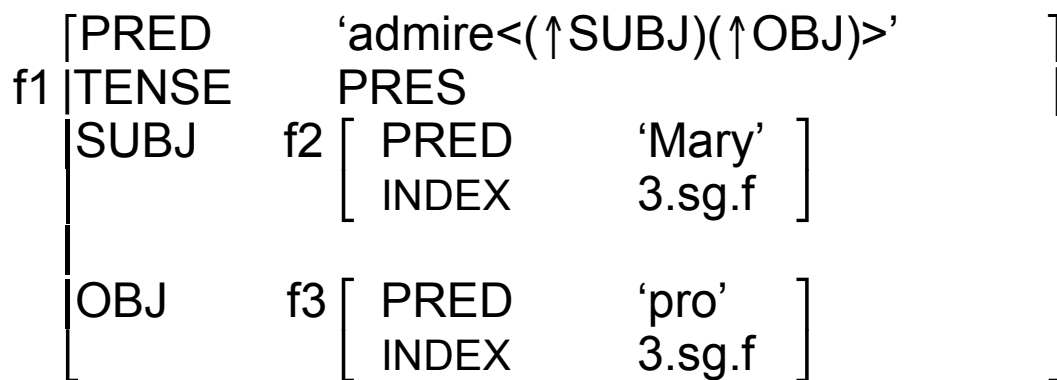 PRED ‘admire<(↑SUBJ)(↑OBJ)>’
f1 TENSE PRES
SUBJ f2 PRED ‘Mary’
INDEX 3.sg.f
OBJ f3 PRED ‘pro’
INDEX 3.sg.f